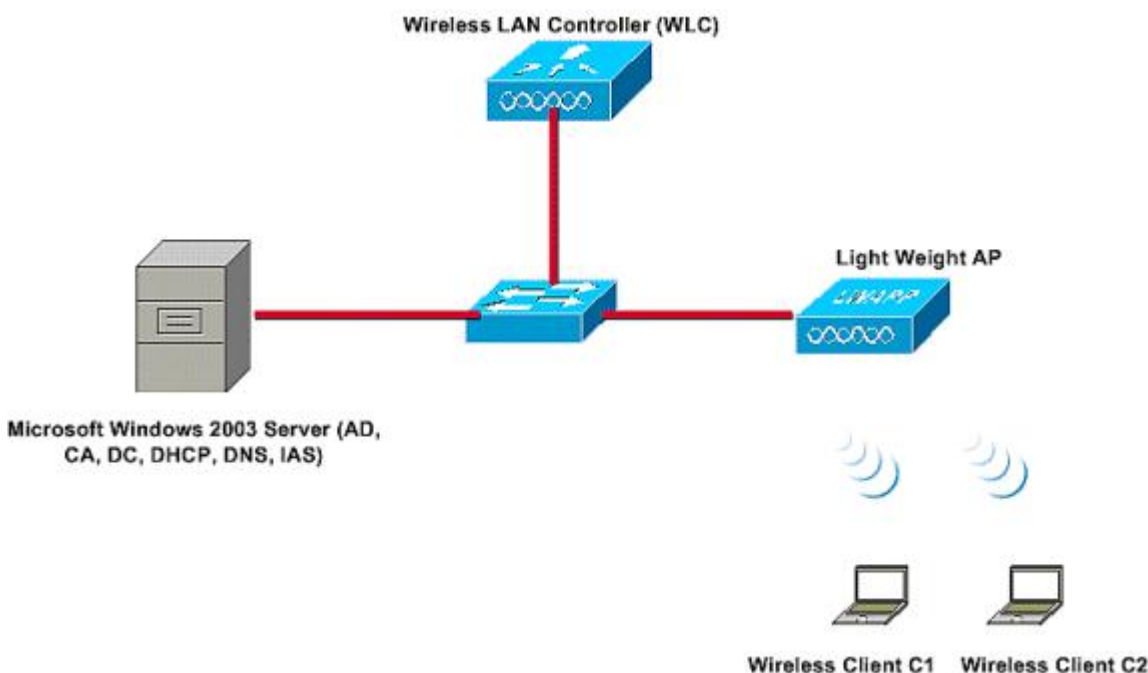 Wireless LAN Controller (WLC)
Light Weight AP
LWAPP
Microsoft Windows 2003 Server (AD,
CA, DC, DHCP, DNS, IAS)
Wireless Client C1
Wireless Client C2